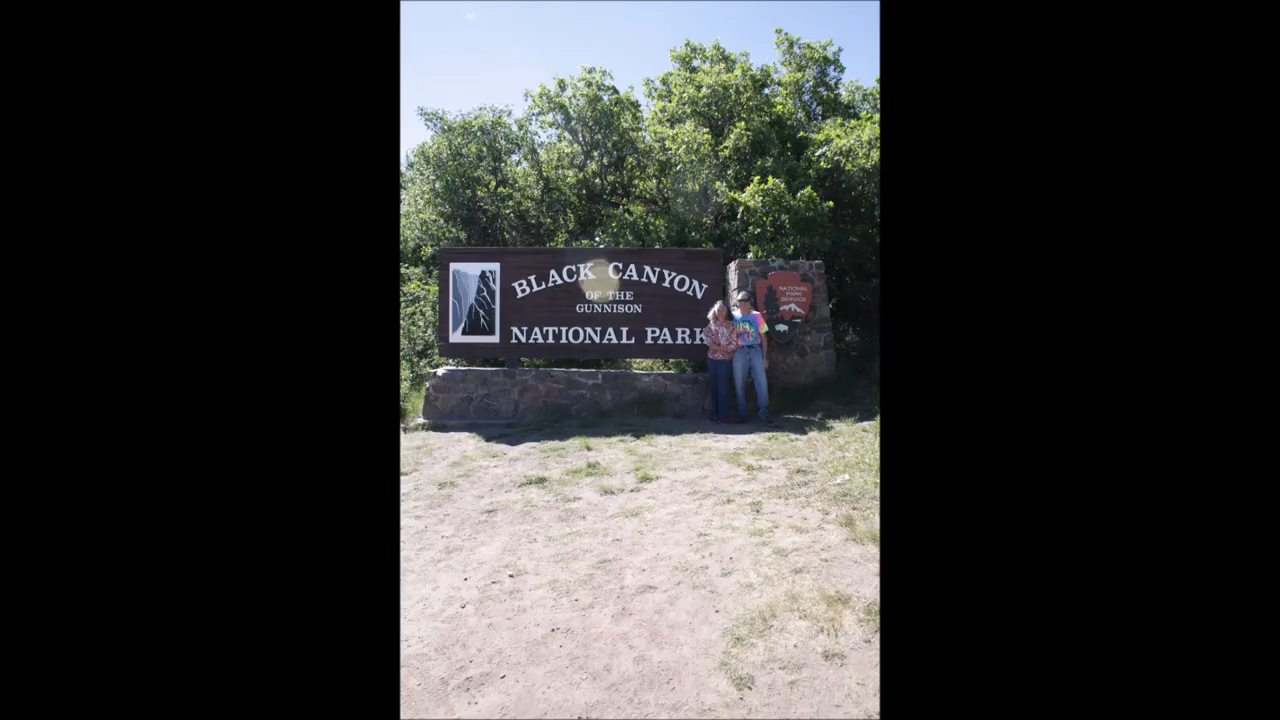 BLACK CANYON
OF THE
GUNNISON
NATIONAL PARK
NATIONAL
PARK
SERVICE